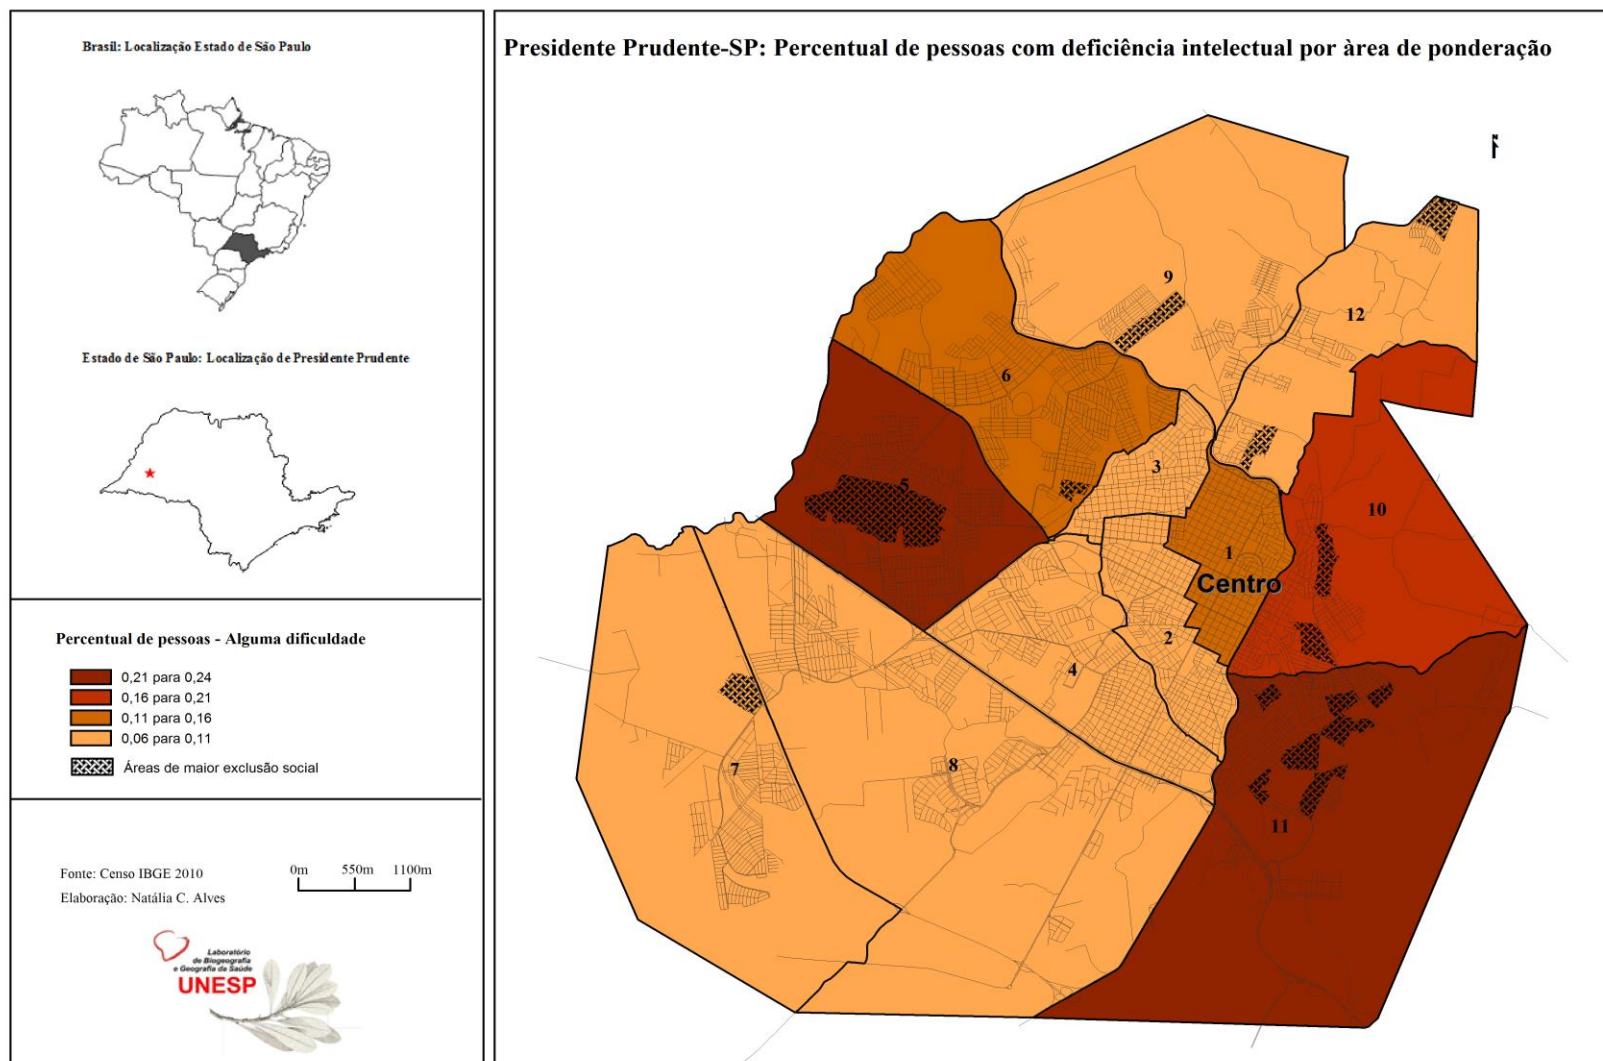 Brasil: Localização Estado de São Paulo
Estado de São Paulo: Localização de Presidente Prudente
Percentual de pessoas - Alguma dificuldade
0,21 para 0,24
0,16 para 0,21
0,11 para 0,16
0,06 para 0,11
Áreas de maior exclusão social
Fonte: Censo IBGE 2010
Elaboração: Natália C. Alves
0m 550m 1100m
Laboratório
de Biogeografia
e Geografia da Saúde
UNESP
Presidente Prudente-SP: Percentual de pessoas com deficiência intelectual por àrea de ponderação
N
9
12
6
3
5
10
1
Centro
2
4
7
8
11